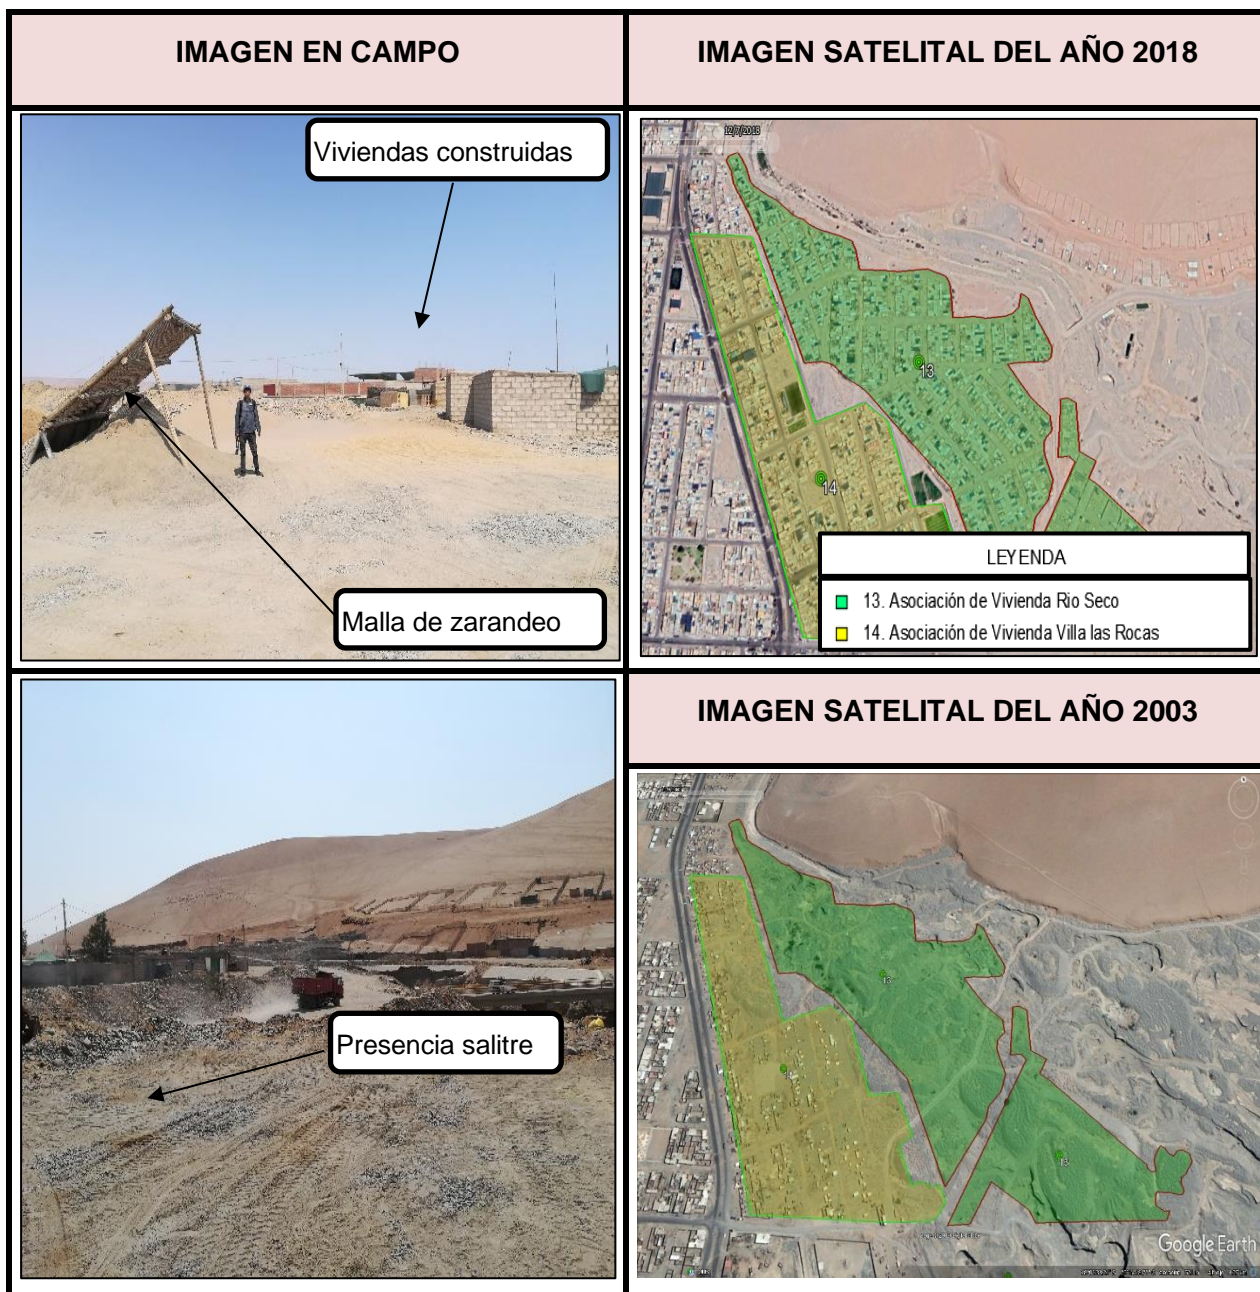 IMAGEN EN CAMPO
IMAGEN SATELITAL DEL AÑO 2018
Viviendas construidas
Malla de zarandeo
12/7/2018
13
14
LEYENDA
13. Asociación de Vivienda Rio Seco
14. Asociación de Vivienda Villa las Rocas
Presencia salitre
IMAGEN SATELITAL DEL AÑO 2003
13
13
Google Earth